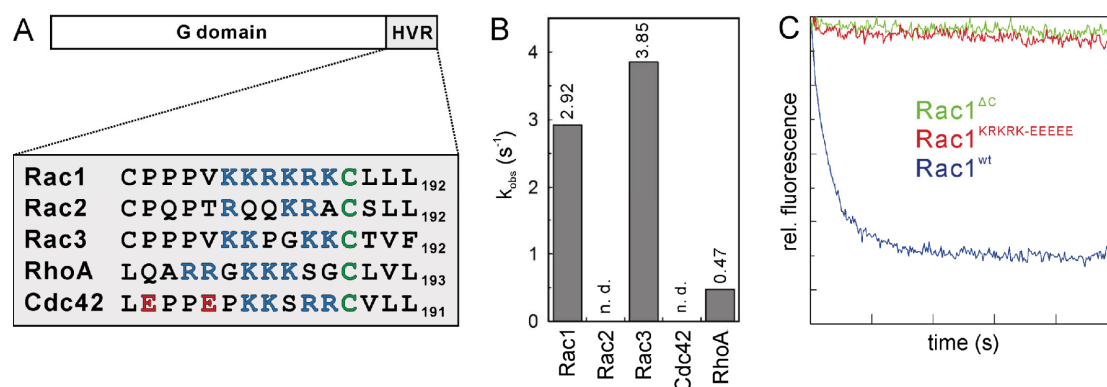 A
G domain HVR
Rac1 CPPPVKKRKRKCLLL192
Rac2 CPQPTRQQKRACSLL192
Rac3 CPPPVKKPGKKCTVF192
RhoA LQARRGKKKSGCLVL193
Cdc42 LEPPEPKKSRRCVLL191
B
kobs (s-1)
4
3
2
1
0
2.92
n. d.
3.85
n. d.
0.47
Rac1
Rac2
Rac3
Cdc42
RhoA
C
rel. fluorescence
Rac1ΔC
Rac1KRKRK-EEEEE
Rac1wt
time (s)